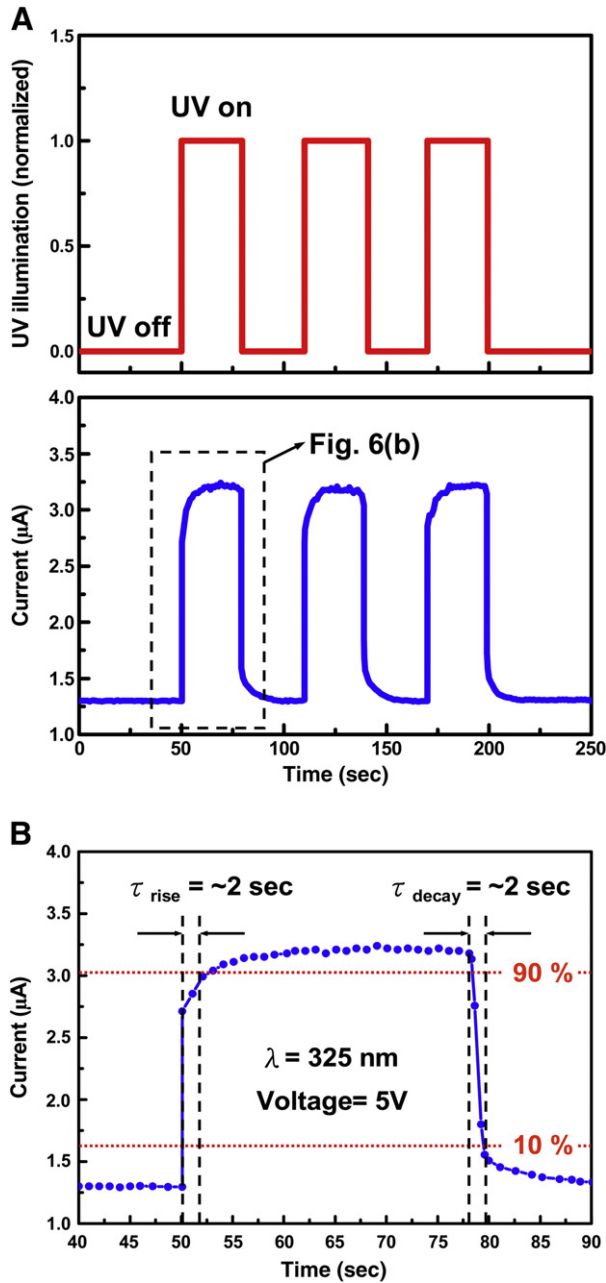 A
UV illumination (normalized)
1.5
1.0
0.5
0.0
UV on
UV off
Current (μA)
4.0
3.5
3.0
2.5
2.0
1.5
1.0
Fig. 6(b)
0 50 100 150 200 250
Time (sec)
B
Current (μA)
4.0
3.5
3.0
2.5
2.0
1.5
1.0
τ rise = ~2 sec
τ decay = ~2 sec
90 %
λ = 325 nm
Voltage= 5V
10 %
40 45 50 55 60 65 70 75 80 85 90
Time (sec)